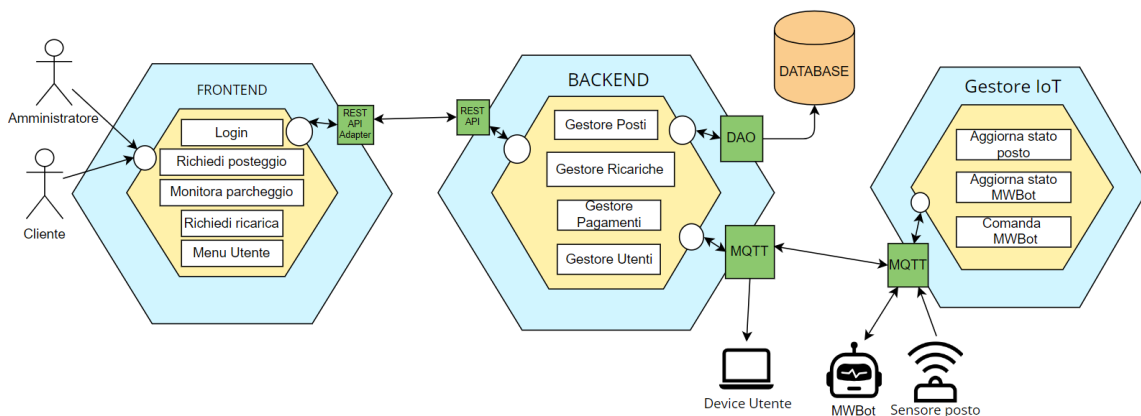 Amministratore
Cliente
FRONTEND
Login
Richiedi posteggio
Monitora parcheggio
Richiedi ricarica
Menu Utente
REST
API
Adapter
REST
API
BACKEND
Gestore Posti
Gestore Ricariche
Gestore
Pagamenti
Gestore Utenti
DAO
MQTT
DATABASE
Device Utente
Gestore IoT
Aggiorna stato
posto
Aggiorna stato
MWBot
Comanda
MWBot
MQTT
MWBot
Sensore posto